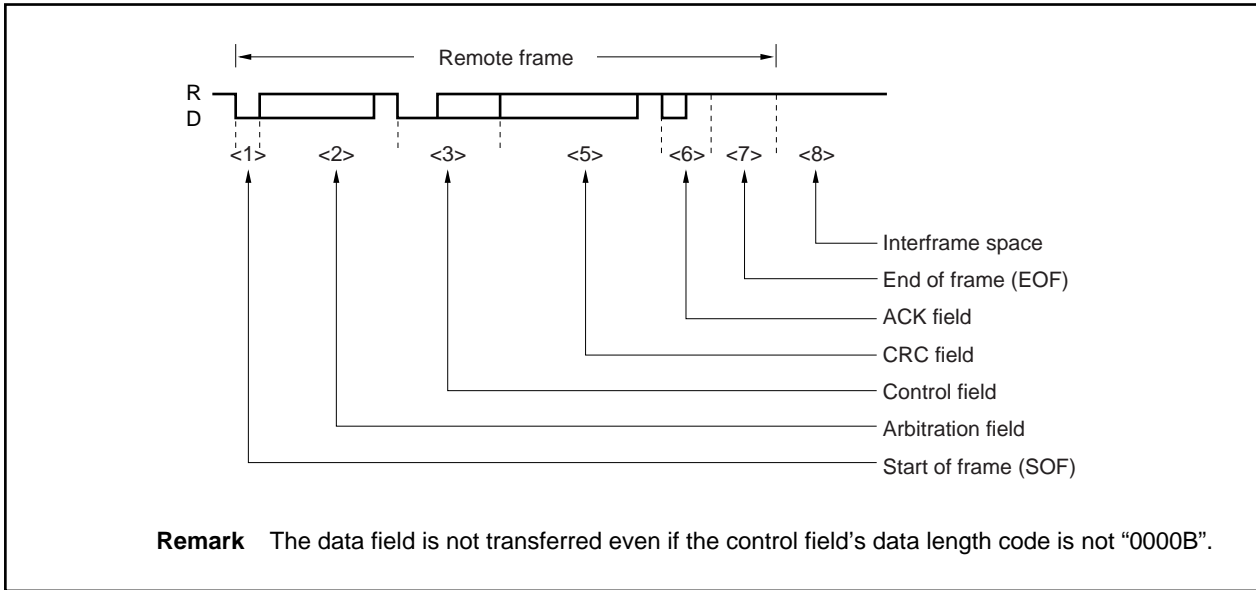 Remote frame
R
D
<1> <2> <3> <5> <6> <7> <8>
Interframe space
End of frame (EOF)
ACK field
CRC field
Control field
Arbitration field
Start of frame (SOF)
Remark The data field is not transferred even if the control field’s data length code is not “0000B”.